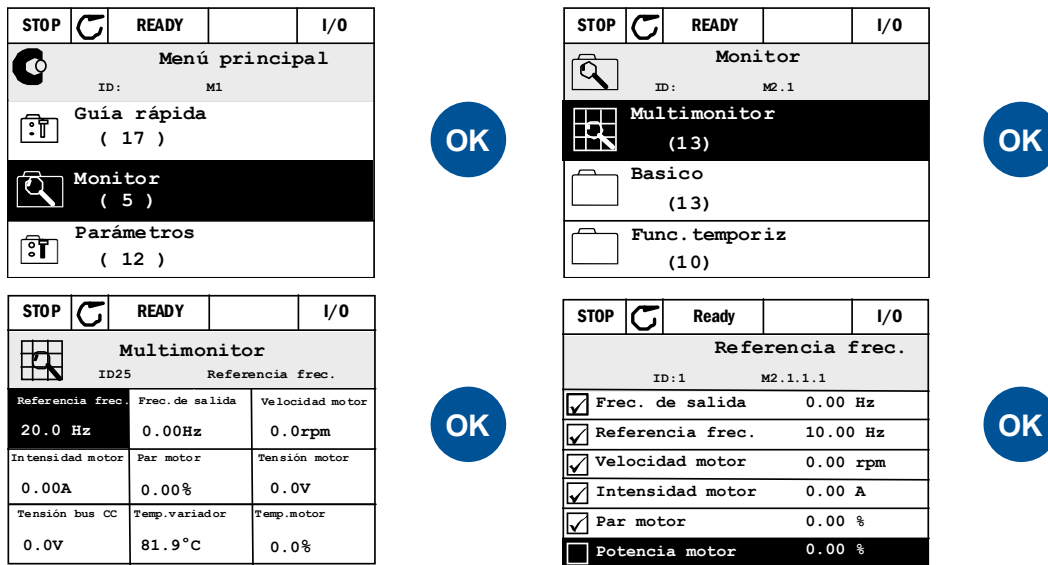 STOP READY I/O
Menú principal
ID: M1
Guía rápida
( 17 )
Monitor
( 5 )
Parámetros
( 12 )
OK
STOP READY I/O
Monitor
ID: M2.1
Multimonitor
(13)
Basico
(13)
Func.temporiz
(10)
OK
STOP READY I/O
Multimonitor
ID25 Referencia frec.
Referencia frec. Frec.de salida Velocidad motor
20.0 Hz 0.00Hz 0.0rpm
Intensidad motor Par motor Tensión motor
0.00A 0.00% 0.0V
Tensión bus CC Temp.variador Temp.motor
0.0V 81.9°C 0.0%
OK
STOP Ready I/O
Referencia frec.
ID:1 M2.1.1.1
Frec. de salida 0.00 Hz
Referencia frec. 10.00 Hz
Velocidad motor 0.00 rpm
Intensidad motor 0.00 A
Par motor 0.00 %
Potencia motor 0.00 %
OK